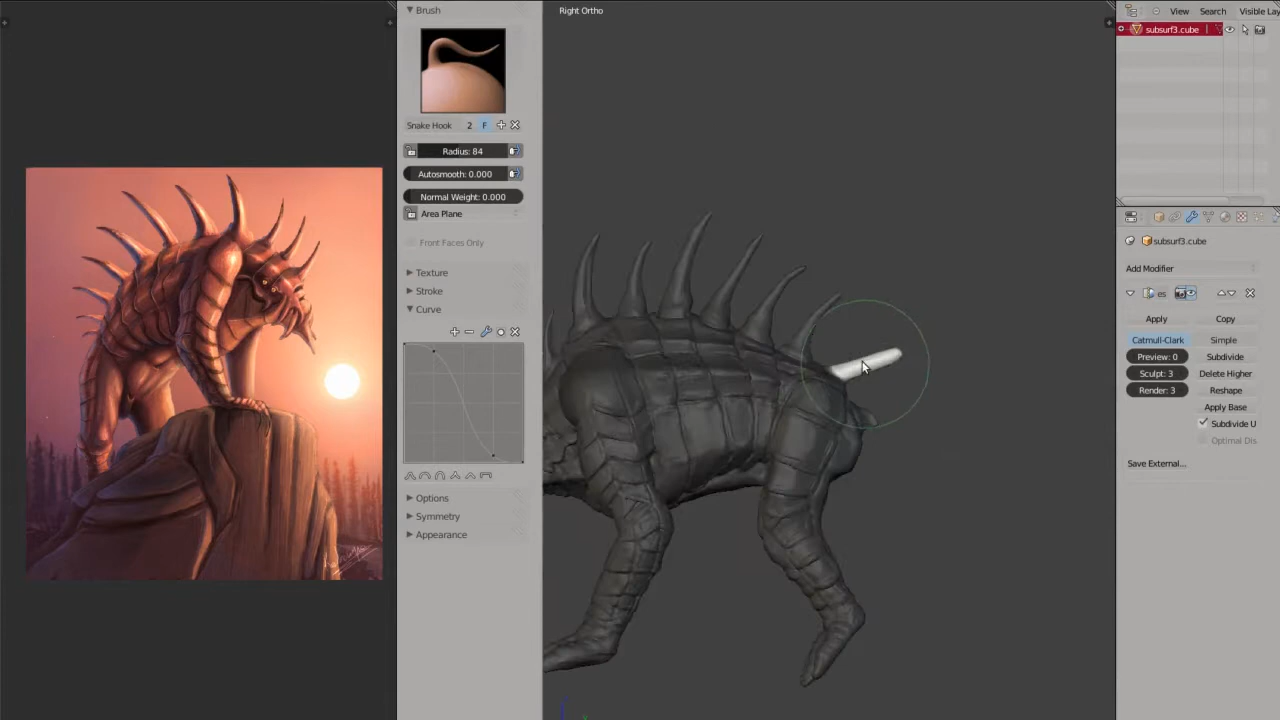 Brush
Snake Hook 2 F
Radius: 84
Autosmooth: 0.000
Normal Weight: 0.000
Area Plane
Front Faces Only
Texture
Stroke
Curve
Options
Symmetry
Appearance
Right Ortho
View Search Visible Lay
subsurf3.cube
subsurf3.cube
Add Modifier
es
Apply Copy
Catmull-Clark Simple
Preview: 0 Subdivide
Sculpt: 3 Delete Higher
Render: 3 Reshape
Apply Base
Subdivide U
Optimal Dis
Save External...